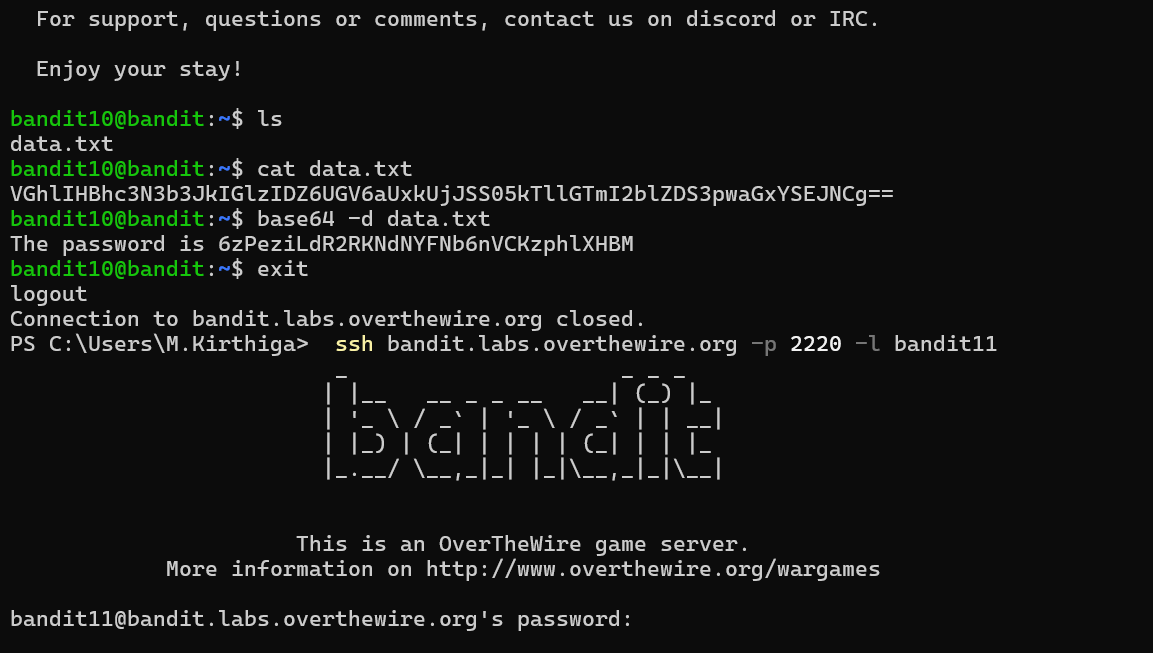 For support, questions or comments, contact us on discord or IRC.
Enjoy your stay!
bandit10@bandit:~$ ls
data.txt
bandit10@bandit:~$ cat data.txt
VGhlIHBhc3N3b3JkIGlzIDZ6UGV6aUxkUjJSS05kTllGTmI2blZDS3pwaGxYSEJNCg==
bandit10@bandit:~$ base64 -d data.txt
The password is 6zPeziLdR2RKNdNYFNb6nVCKzphlXHBM
bandit10@bandit:~$ exit
logout
Connection to bandit.labs.overthewire.org closed.
PS C:\Users\M.Kirthiga>  ssh bandit.labs.overthewire.org -p 2220 -l bandit11
bandit
This is an OverTheWire game server.
More information on http://www.overthewire.org/wargames
bandit11@bandit.labs.overthewire.org's password: